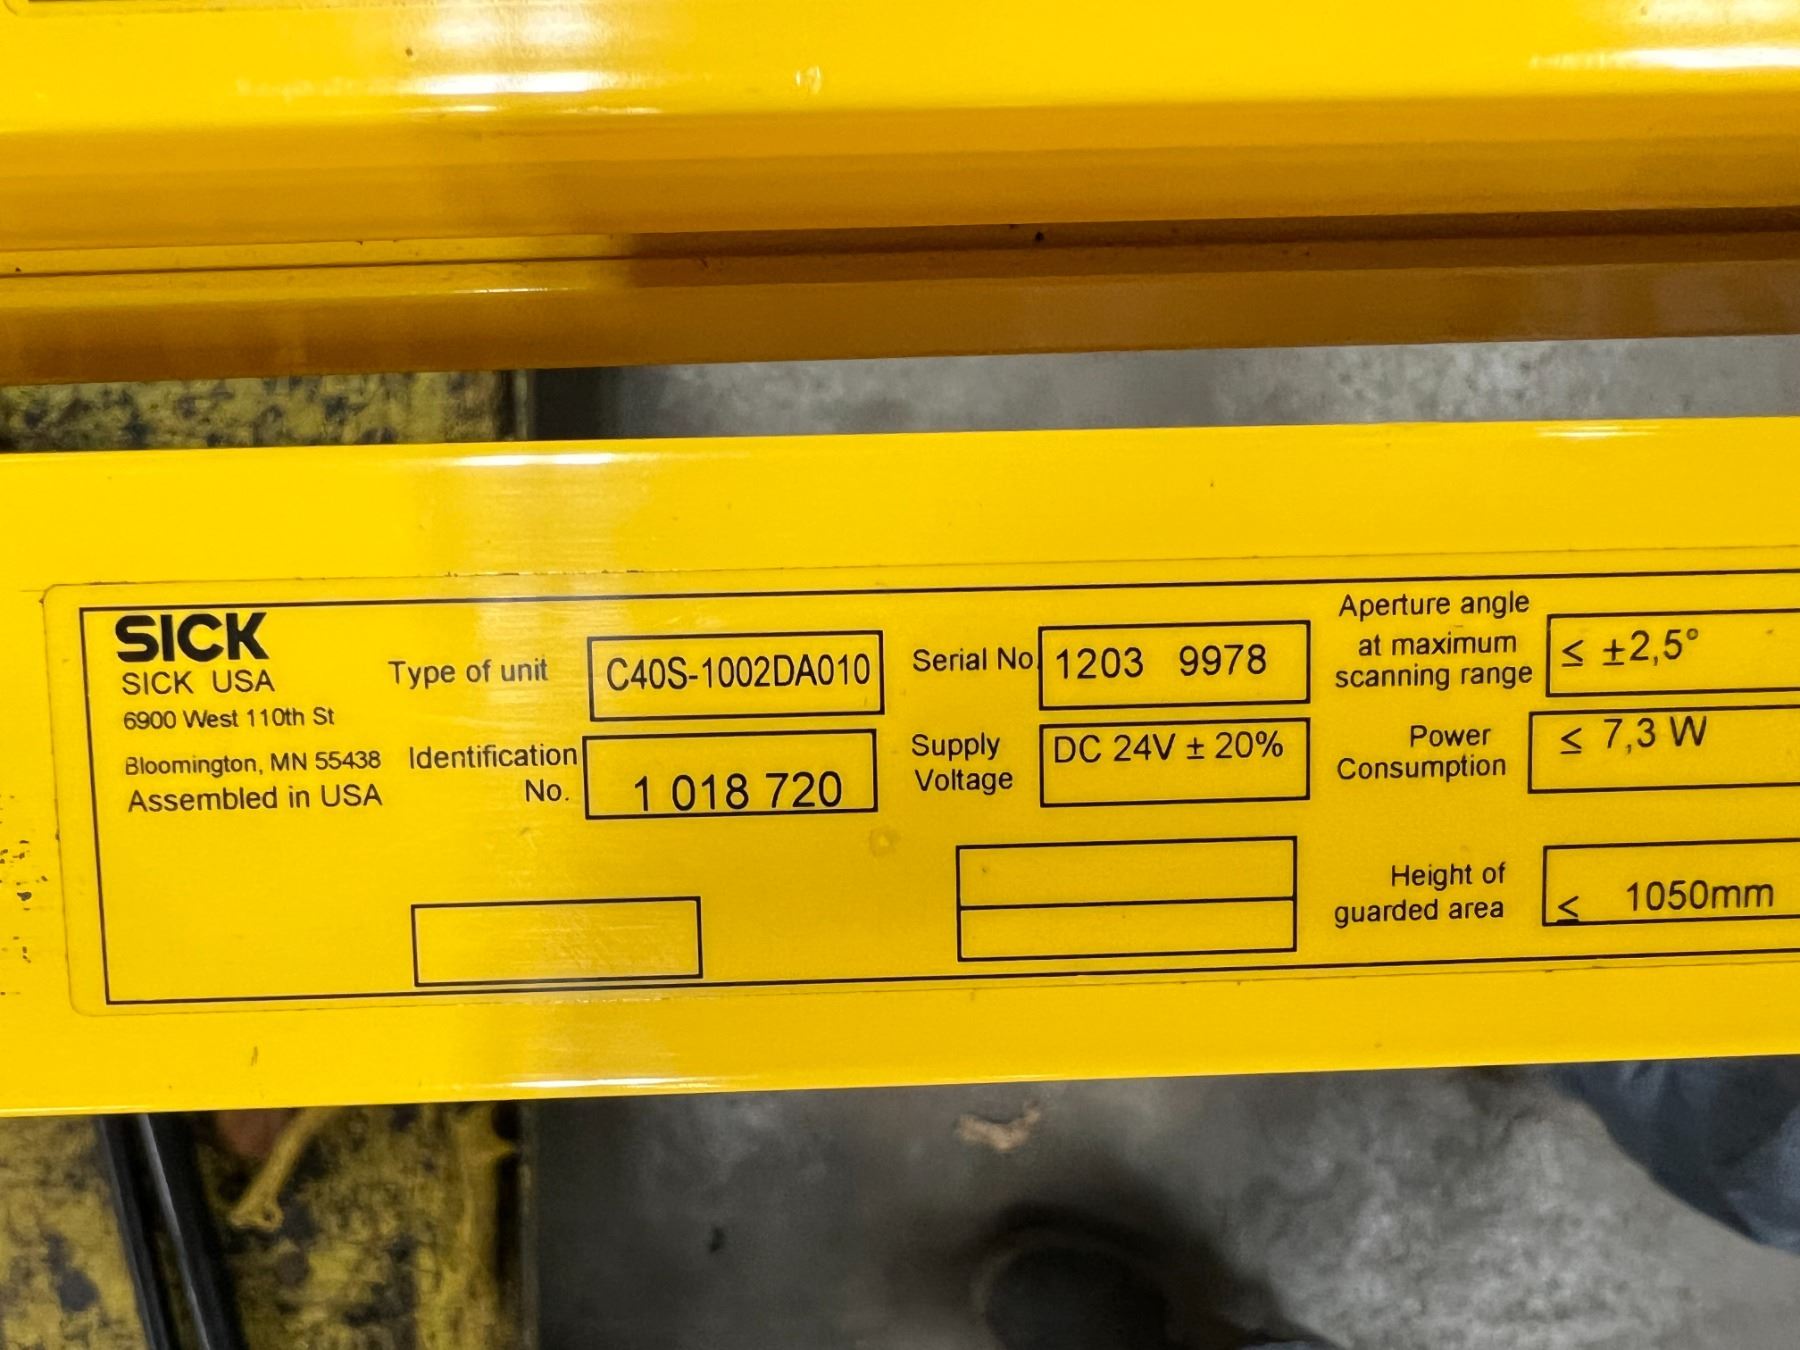 SICK
SICK USA
6900 West 110th St
Bloomington, MN 55438
Assembled in USA
Type of unit C40S-1002DA010
Identification No. 1 018 720
Serial No 1203 9978
Supply Voltage DC 24V ± 20%
Aperture angle
at maximum
scanning range ≤ ±2,5°
Power
Consumption ≤ 7,3 W
Height of
guarded area ≤ 1050mm